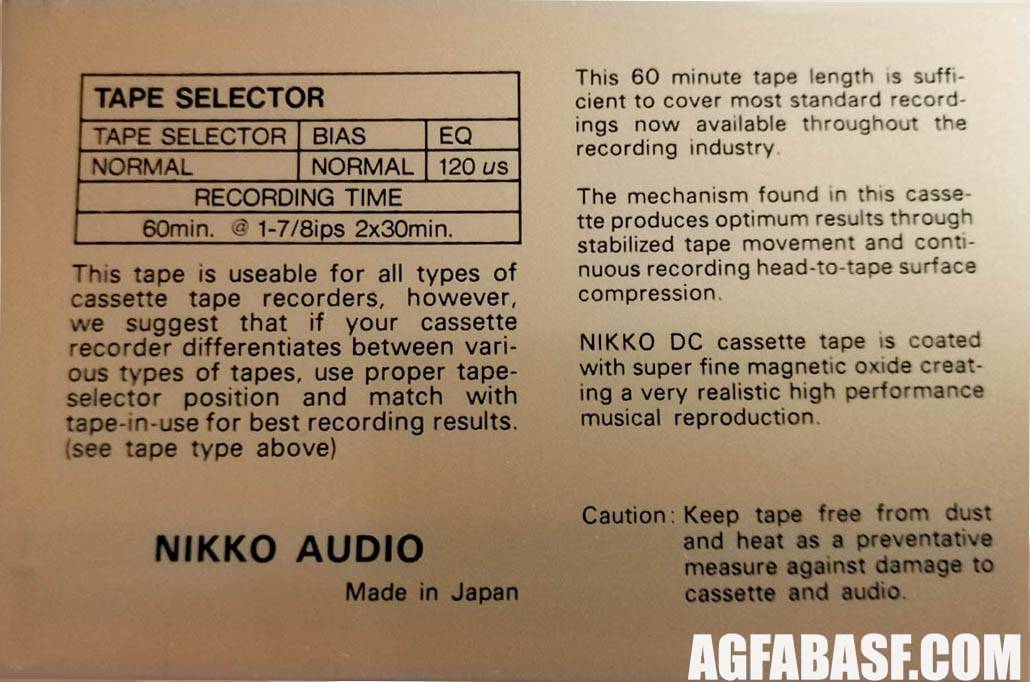 TAPE SELECTOR
TAPE SELECTOR BIAS EQ
NORMAL NORMAL 120 us
RECORDING TIME
60min. @ 1-7/8ips 2x30min.
This tape is useable for all types of
cassette tape recorders, however,
we suggest that if your cassette
recorder differentiates between vari-
ous types of tapes, use proper tape-
selector position and match with
tape-in-use for best recording results.
(see tape type above)
NIKKO AUDIO
Made in Japan
This 60 minute tape length is suffi-
cient to cover most standard record-
ings now available throughout the
recording industry.
The mechanism found in this casse-
tte produces optimum results through
stabilized tape movement and conti-
nuous recording head-to-tape surface
compression.
NIKKO DC cassette tape is coated
with super fine magnetic oxide creat-
ing a very realistic high performance
musical reproduction.
Caution: Keep tape free from dust
and heat as a preventative
measure against damage to
cassette and audio.
AGFABASF.COM